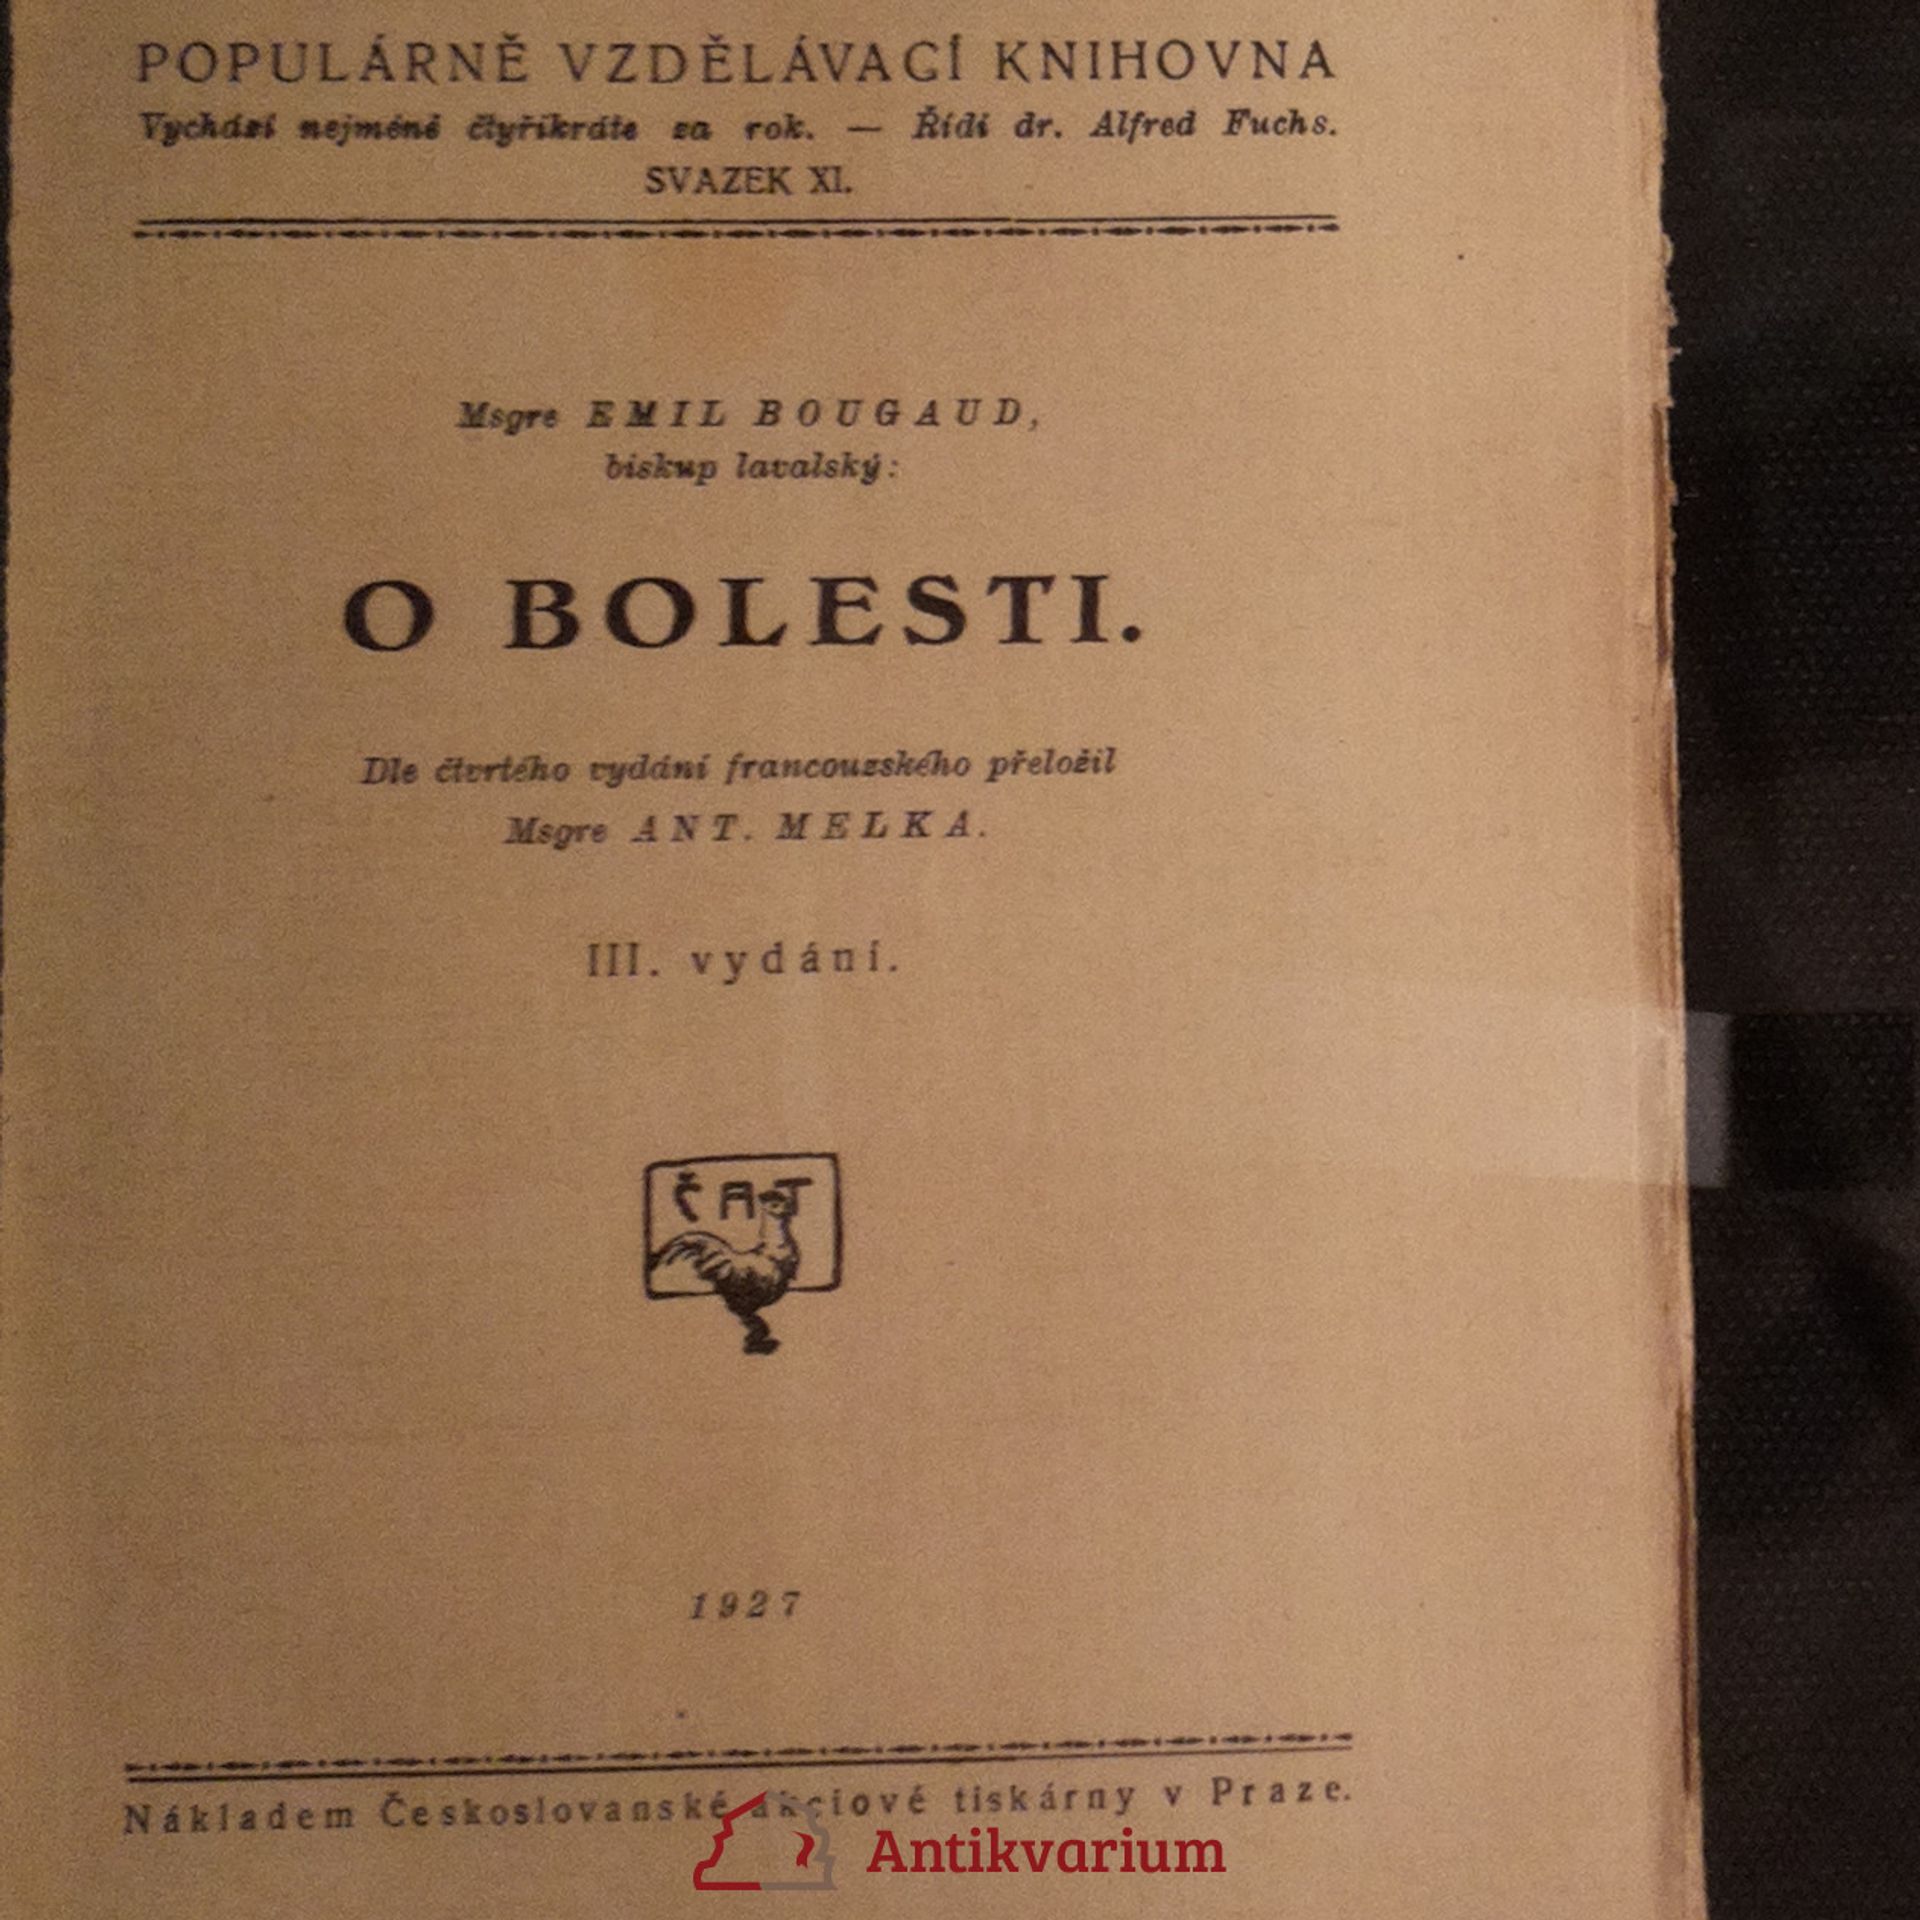 POPULÁRNĚ VZDĚLÁVACÍ KNIHOVNA
Vychází nejméně čtyřikráte za rok. — Řídí dr. Alfred Fuchs.
SVAZEK XI.
Msgre EMIL BOUGAUD,
biskup lavalský:
O BOLESTI.
Dle čtvrtého vydání francouzského přeložil
Msgre ANT. MELKA.
III. vydání.
ČAT
1927
Nákladem Československé akciové tiskárny v Praze.
Antikvarium